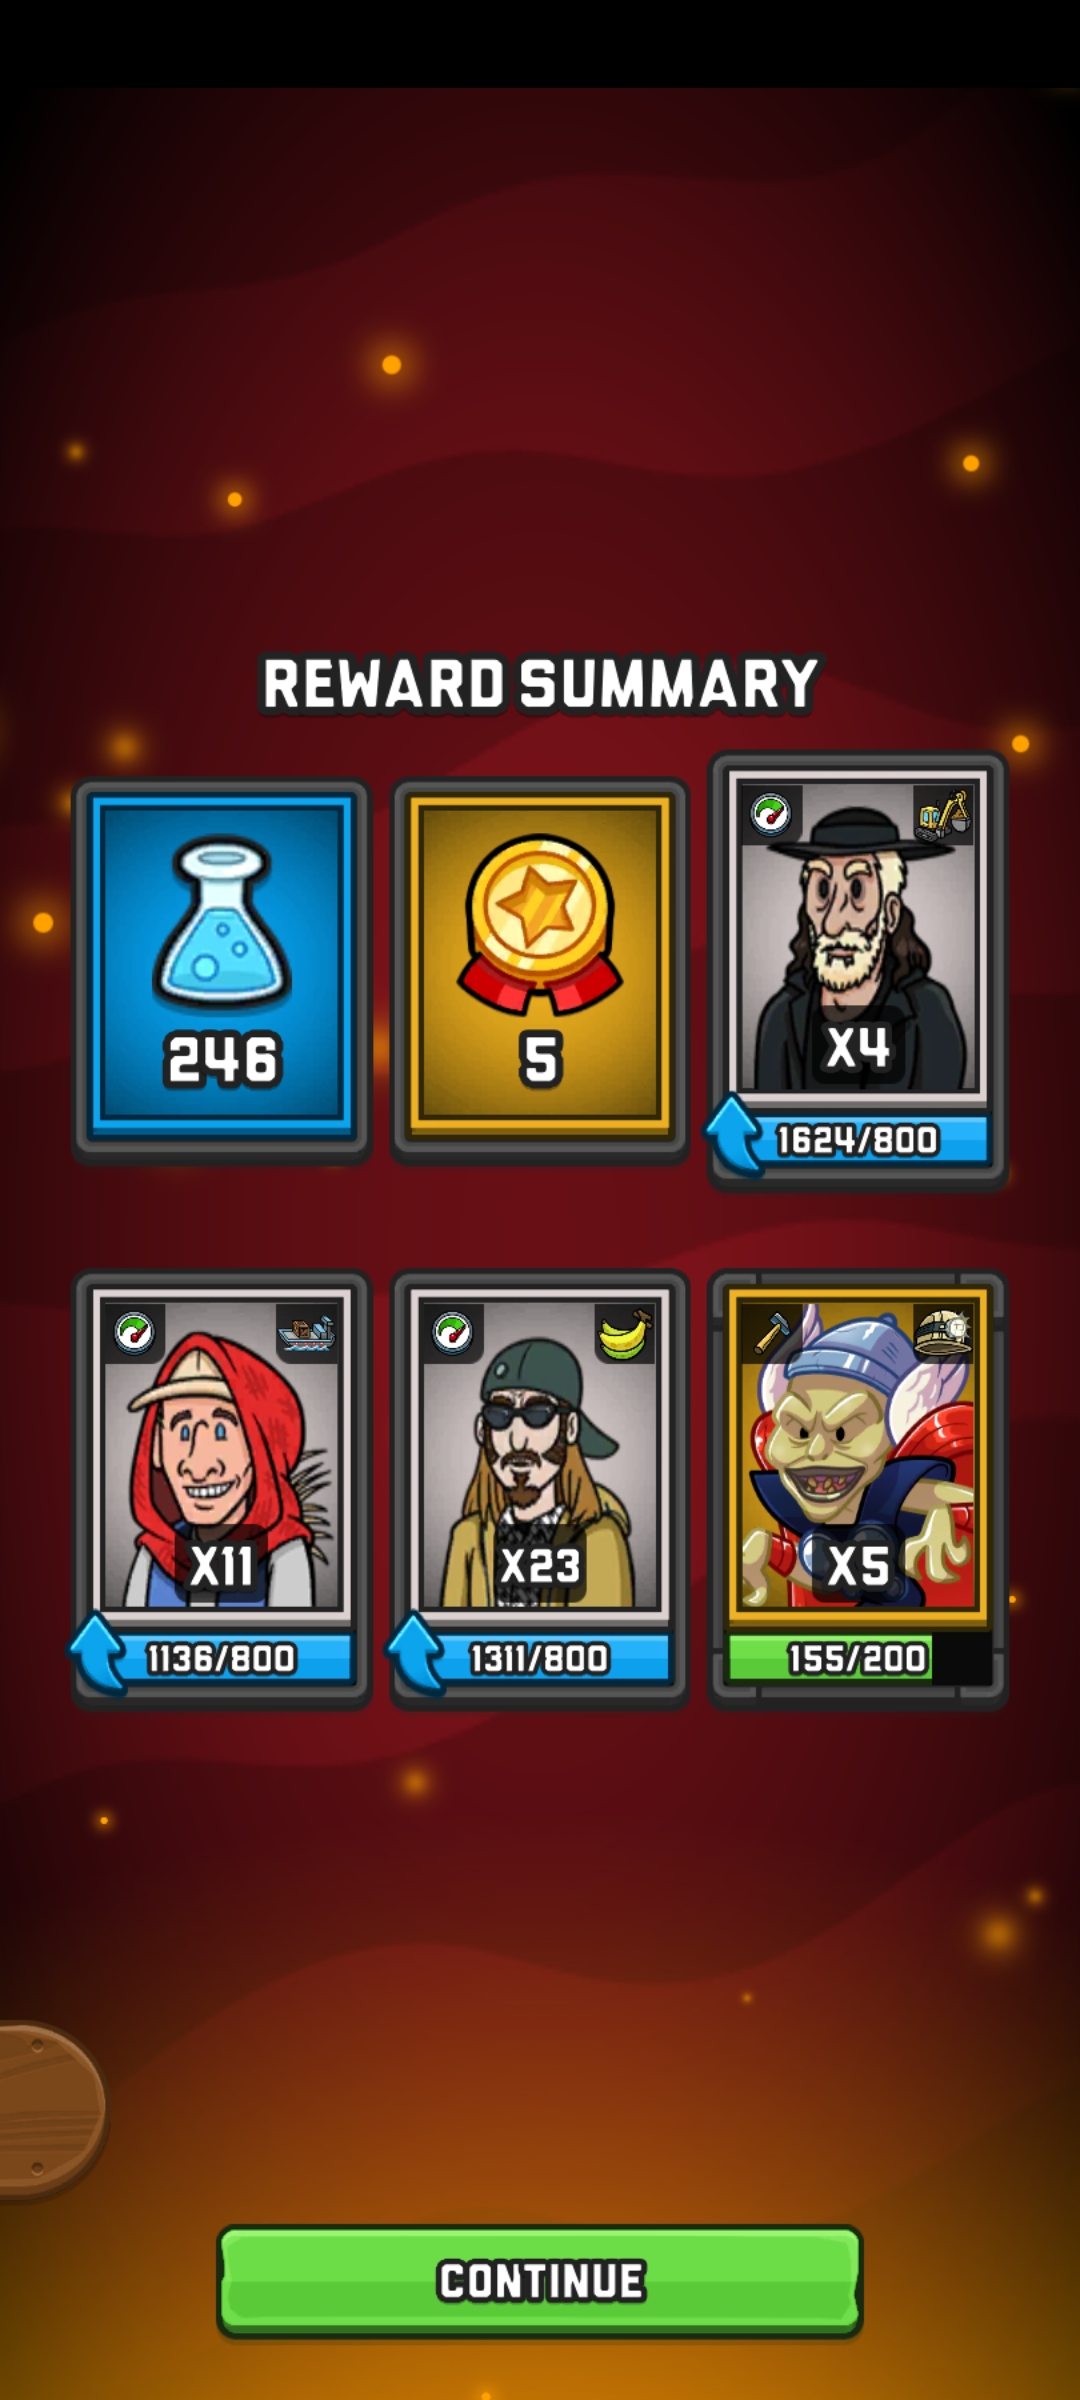 REWARD SUMMARY
246
5
X4
1624/800
X11
X23
X5
1136/800
1311/800
155/200
CONTINUE